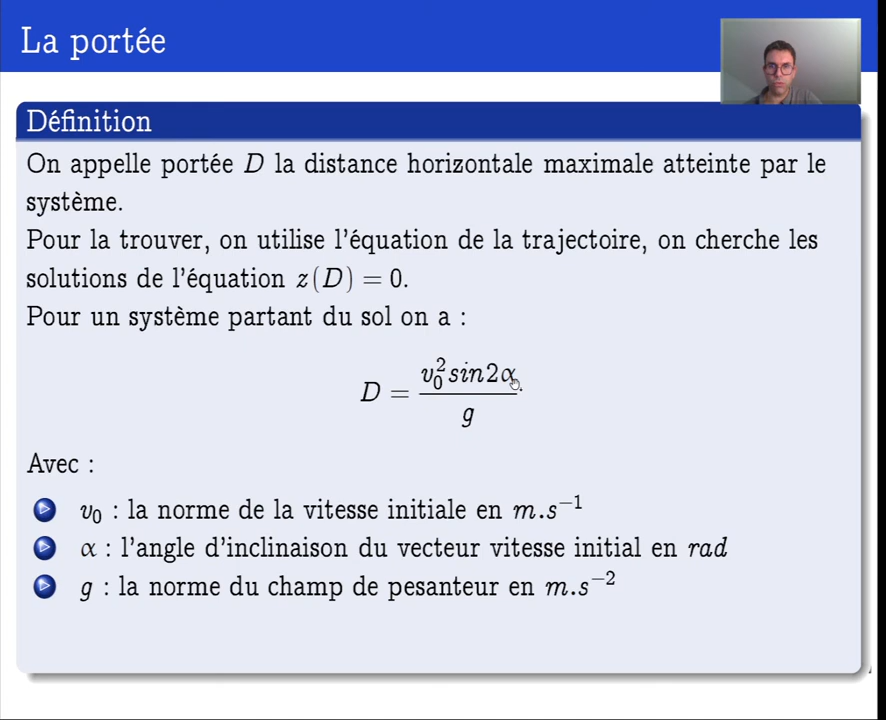 La portée
Définition
On appelle portée D la distance horizontale maximale atteinte par le
système.
Pour la trouver, on utilise l'équation de la trajectoire, on cherche les
solutions de l'équation z(D) = 0.
Pour un système partant du sol on a :
D = v₀² sin2α / g.
Avec :
v₀ : la norme de la vitesse initiale en m.s⁻¹
α : l'angle d'inclinaison du vecteur vitesse initial en rad
g : la norme du champ de pesanteur en m.s⁻²